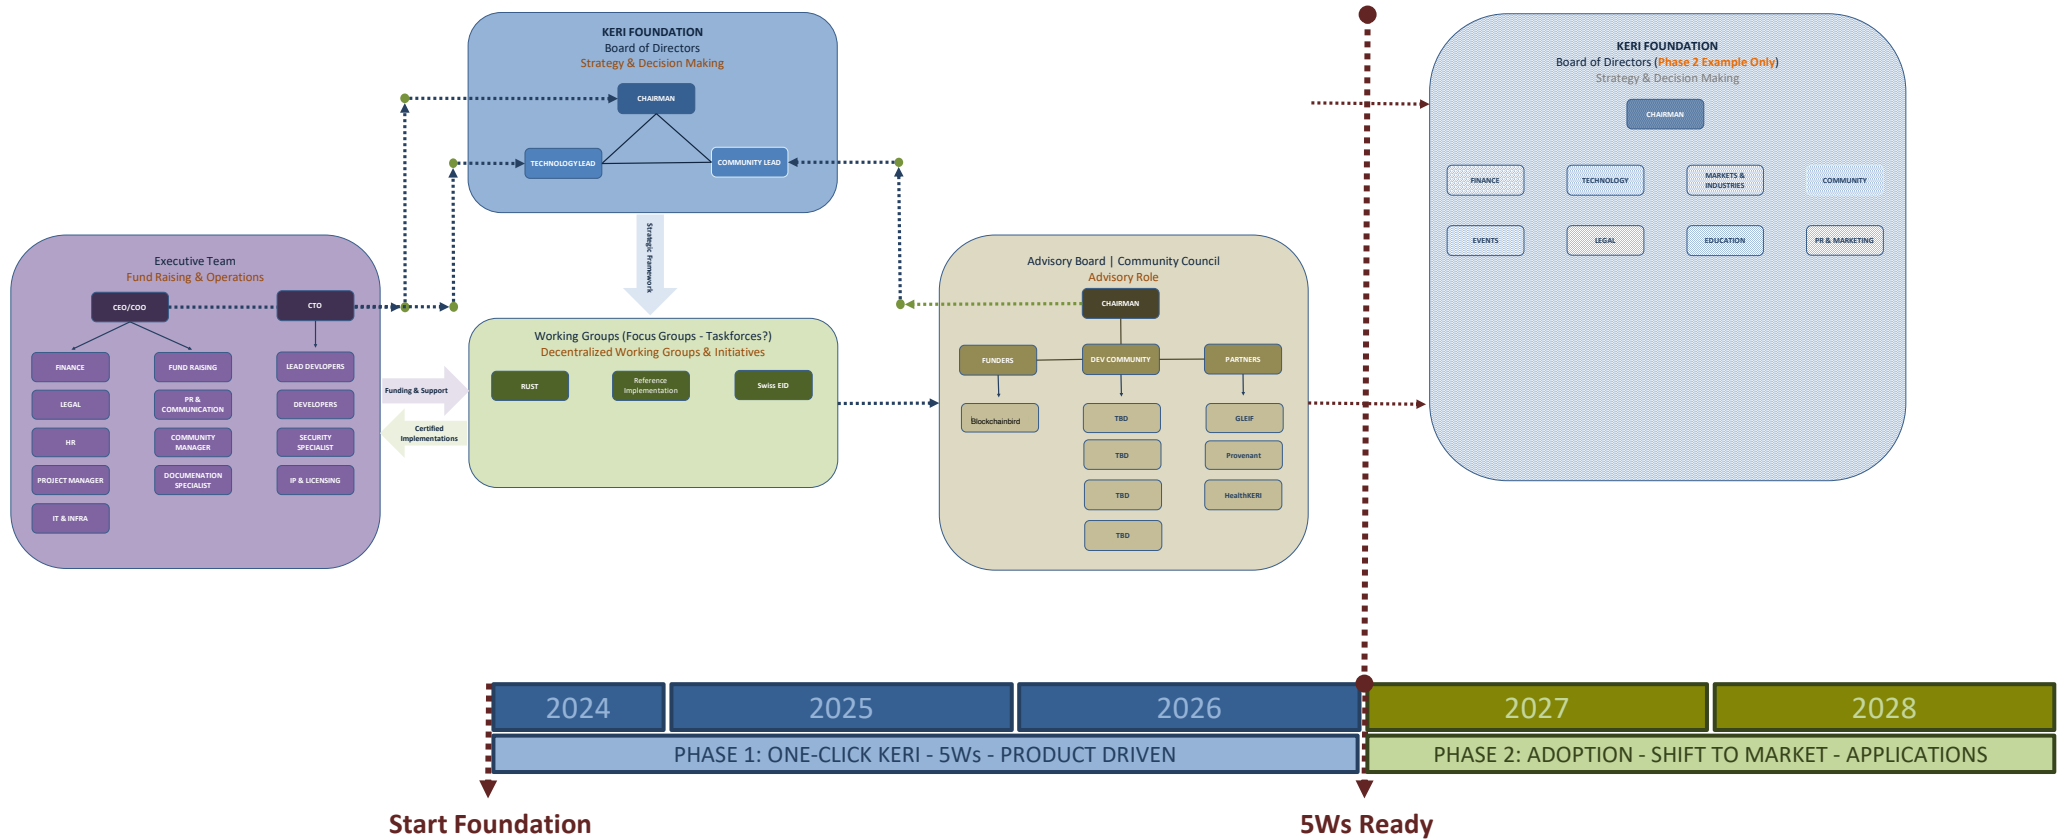 KERI FOUNDATION
Board of Directors
Strategy & Decision Making
CHAIRMAN
TECHNOLOGY LEAD
COMMUNITY LEAD
Strategic Framework
Executive Team
Fund Raising & Operations
CEO/COO
CTO
FINANCE
LEGAL
HR
PROJECT MANAGER
IT & INFRA
FUND RAISING
PR &
COMMUNICATION
COMMUNITY
MANAGER
DOCUMENATION
SPECIALIST
LEAD DEVLOPERS
DEVELOPERS
SECURITY
SPECIALIST
IP & LICENSING
Funding & Support
Certified
Implementations
Working Groups (Focus Groups - Taskforces?)
Decentralized Working Groups & Initiatives
RUST
Reference
Implementation
Swiss EID
Advisory Board | Community Council
Advisory Role
CHAIRMAN
FUNDERS
DEV COMMUNITY
PARTNERS
Blockchainbird
TBD
TBD
TBD
TBD
GLEIF
Provenant
HealthKERI
KERI FOUNDATION
Board of Directors (Phase 2 Example Only)
Strategy & Decision Making
CHAIRMAN
FINANCE
TECHNOLOGY
MARKETS &
INDUSTRIES
COMMUNITY
EVENTS
LEGAL
EDUCATION
PR & MARKETING
2024
2025
2026
2027
2028
PHASE 1: ONE-CLICK KERI - 5Ws - PRODUCT DRIVEN
PHASE 2: ADOPTION - SHIFT TO MARKET - APPLICATIONS
Start Foundation
5Ws Ready